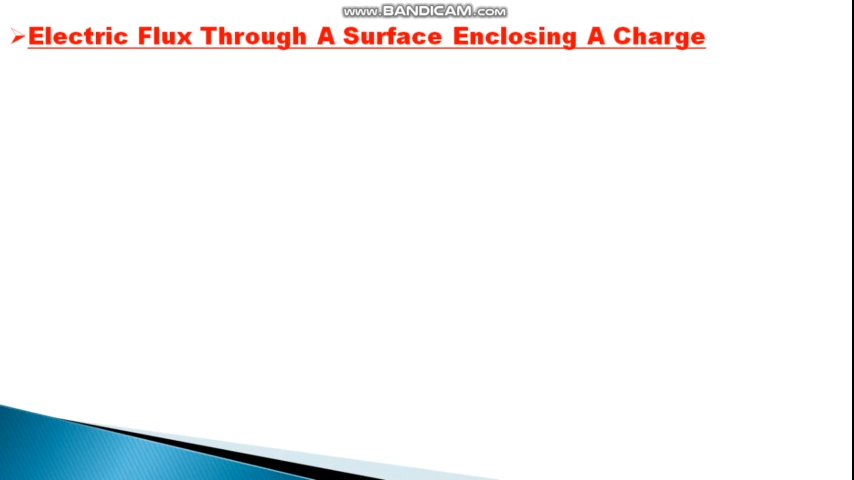 www.BANDICAM.com
Electric Flux Through A Surface Enclosing A Charge